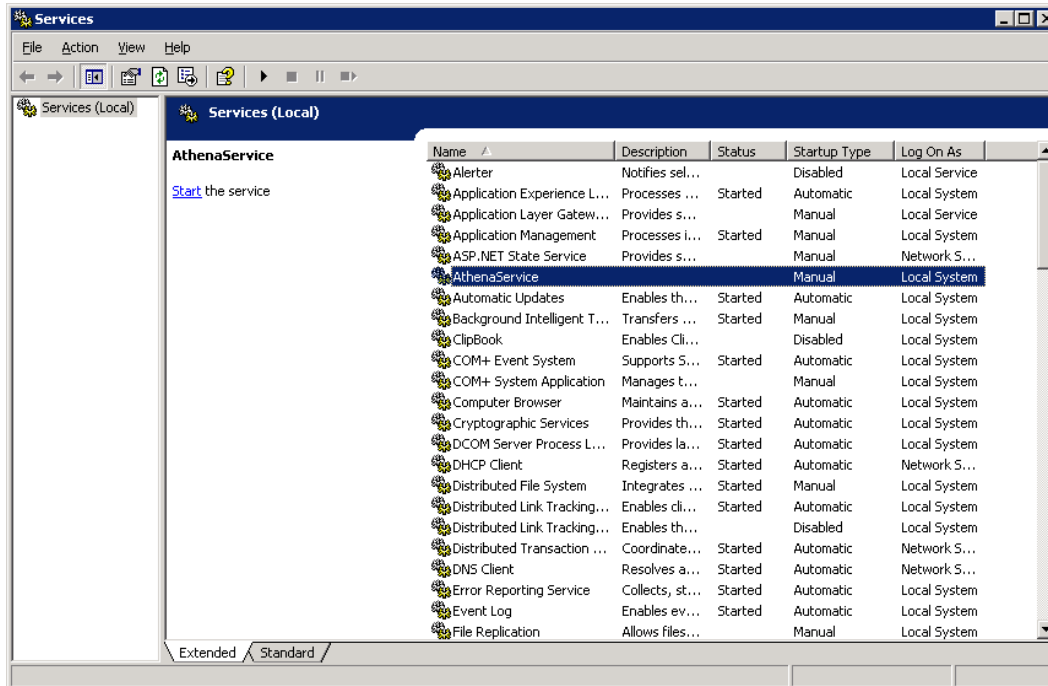 Services
File Action View Help
Services (Local)
Services (Local)
AthenaService
Start the service
Name Description Status Startup Type Log On As
Alerter Notifies sel... Disabled Local Service
Application Experience L... Processes ... Started Automatic Local System
Application Layer Gatew... Provides s... Manual Local Service
Application Management Processes i... Started Manual Local System
ASP.NET State Service Provides s... Manual Network S...
AthenaService Manual Local System
Automatic Updates Enables th... Started Automatic Local System
Background Intelligent T... Transfers ... Started Manual Local System
ClipBook Enables Cli... Disabled Local System
COM+ Event System Supports S... Started Automatic Local System
COM+ System Application Manages t... Manual Local System
Computer Browser Maintains a... Started Automatic Local System
Cryptographic Services Provides th... Started Automatic Local System
DCOM Server Process L... Provides la... Started Automatic Local System
DHCP Client Registers a... Started Automatic Network S...
Distributed File System Integrates ... Started Manual Local System
Distributed Link Tracking... Enables cli... Started Automatic Local System
Distributed Link Tracking... Enables th... Disabled Local System
Distributed Transaction ... Coordinate... Started Automatic Network S...
DNS Client Resolves a... Started Automatic Network S...
Error Reporting Service Collects, st... Started Automatic Local System
Event Log Enables ev... Started Automatic Local System
File Replication Allows files... Manual Local System
Extended Standard